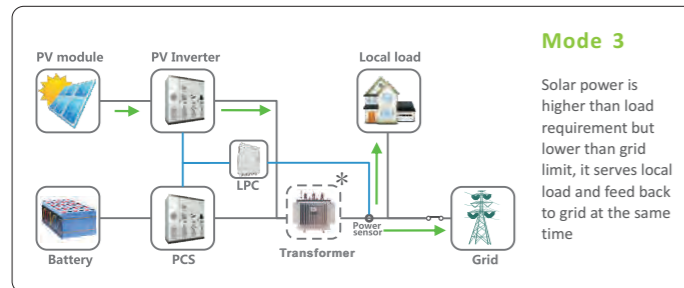 PV module
PV Inverter
Local load
Mode 3
Solar power is
higher than load
requirement but
lower than grid
limit, it serves local
load and feed back
to grid at the same
time
LPC
*
Battery
PCS
Transformer
Power
sensor
Grid